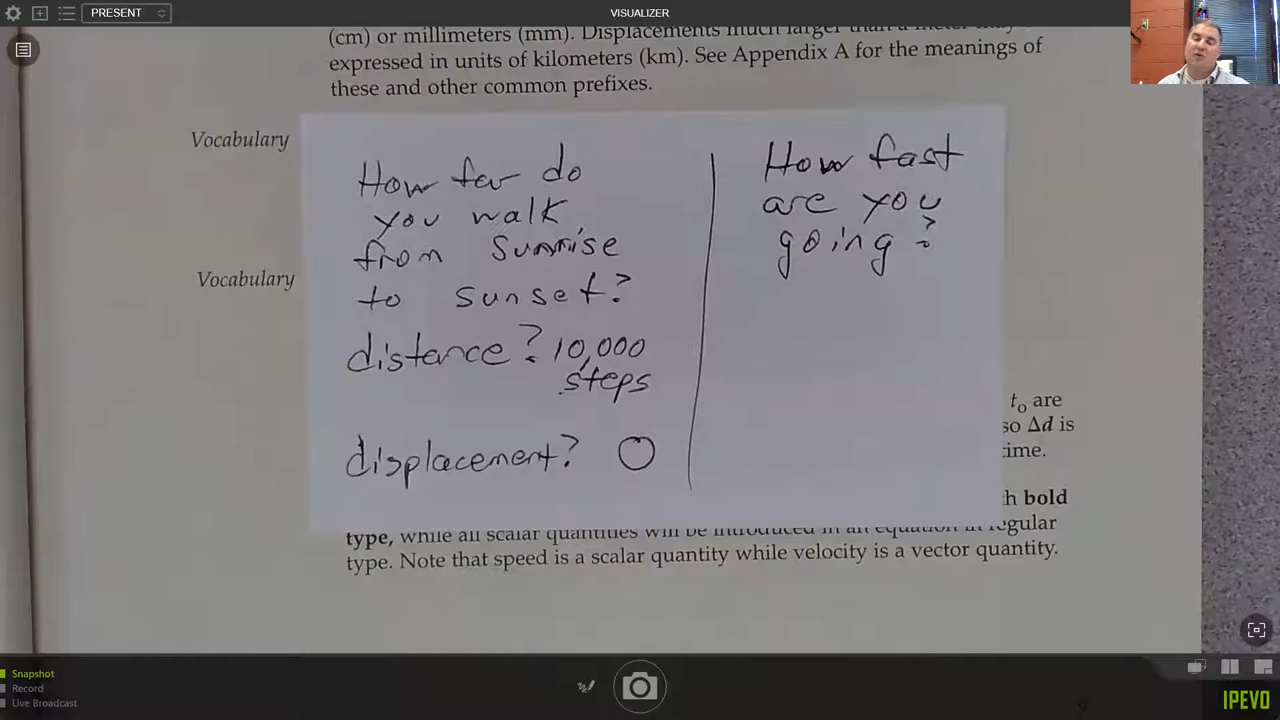 PRESENT
VISUALIZER
(cm) or millimeters (mm). Displacements much larger than a meter may
expressed in units of kilometers (km). See Appendix A for the meanings of
these and other common prefixes.
Vocabulary
Vocabulary
How far do
you walk
from sunrise
to sunset?
distance? 10,000
steps
displacement? 0
How fast
are you
going?
t₀ are
so Δd is
time.
h bold
type, while all scalar quantities will be introduced in an equation in regular
type. Note that speed is a scalar quantity while velocity is a vector quantity.
Snapshot
Record
Live Broadcast
IPEVO